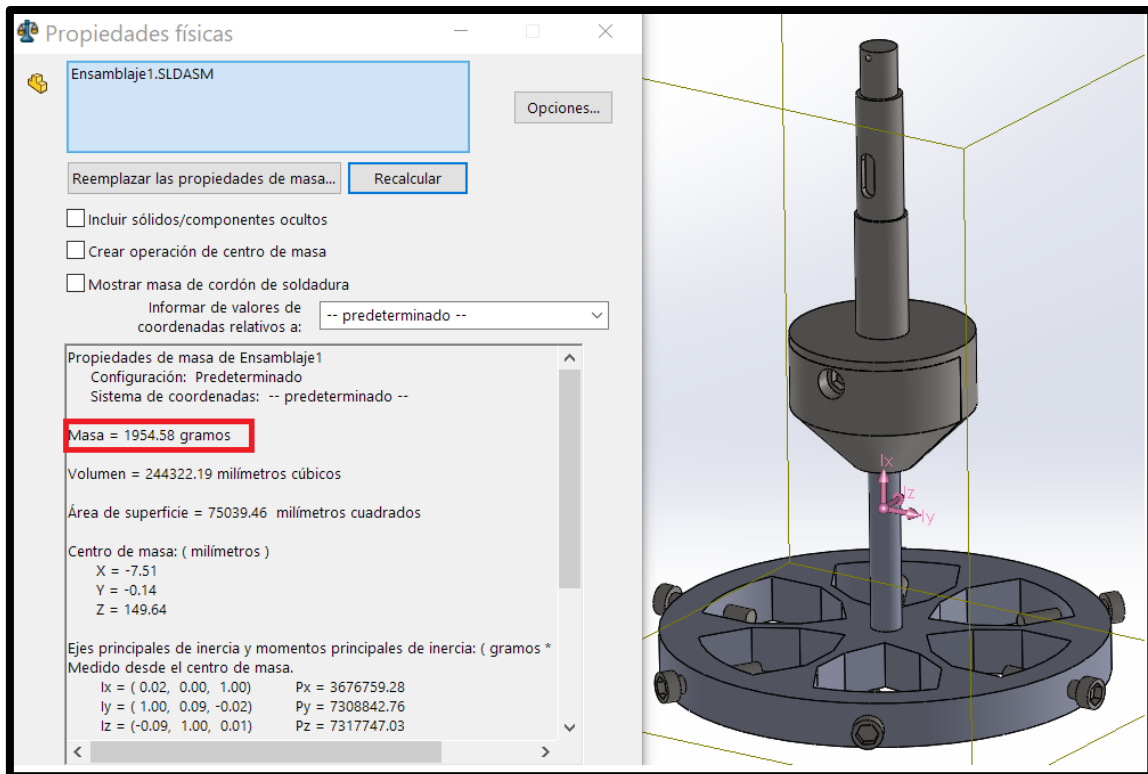 Propiedades físicas
Ensamblaje1.SLDASM
Opciones...
Reemplazar las propiedades de masa...
Recalcular
Incluir sólidos/componentes ocultos
Crear operación de centro de masa
Mostrar masa de cordón de soldadura
Informar de valores de
coordenadas relativos a:
-- predeterminado --
Propiedades de masa de Ensamblaje1
Configuración: Predeterminado
Sistema de coordenadas: -- predeterminado --
Masa = 1954.58 gramos
Volumen = 244322.19 milímetros cúbicos
Área de superficie = 75039.46 milímetros cuadrados
Centro de masa: ( milímetros )
X = -7.51
Y = -0.14
Z = 149.64
Ejes principales de inercia y momentos principales de inercia: ( gramos *
Medido desde el centro de masa.
Ix = ( 0.02, 0.00, 1.00) Px = 3676759.28
Iy = ( 1.00, 0.09, -0.02) Py = 7308842.76
Iz = (-0.09, 1.00, 0.01) Pz = 7317747.03
Ix
Iz
Iy